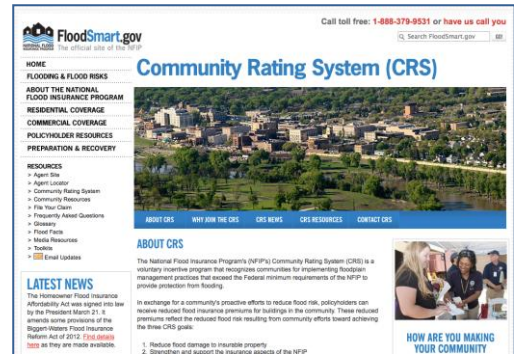 Call toll free: 1-888-379-9531 or have us call you
FloodSmart.gov
The official site of the NFIP
Search FloodSmart.gov
HOME
FLOODING & FLOOD RISKS
ABOUT THE NATIONAL
FLOOD INSURANCE PROGRAM
RESIDENTIAL COVERAGE
COMMERCIAL COVERAGE
POLICYHOLDER RESOURCES
PREPARATION & RECOVERY
RESOURCES
> Agent Site
> Agent Locator
> Community Rating System
> Community Resources
> File Your Claim
> Frequently Asked Questions
> Glossary
> Flood Facts
> Media Resources
> Toolkits
> Email Updates
LATEST NEWS
The Homeowner Flood Insurance
Affordability Act was signed into law
by the President March 21. It
amends some provisions of the
Biggert-Waters Flood Insurance
Reform Act of 2012. Find details
here as they are made available.
Community Rating System (CRS)
ABOUT CRS WHY JOIN THE CRS CRS NEWS CRS RESOURCES CONTACT CRS
ABOUT CRS
The National Flood Insurance Program's (NFIP's) Community Rating System (CRS) is a
voluntary incentive program that recognizes communities for implementing floodplain
management practices that exceed the Federal minimum requirements of the NFIP to
provide protection from flooding.
In exchange for a community's proactive efforts to reduce flood risk, policyholders can
receive reduced flood insurance premiums for buildings in the community. These reduced
premiums reflect the reduced flood risk resulting from community efforts toward achieving
the three CRS goals:
1. Reduce flood damage to insurable property
2. Strengthen and support the insurance aspects of the NFIP
HOW ARE YOU MAKING
YOUR COMMUNITY